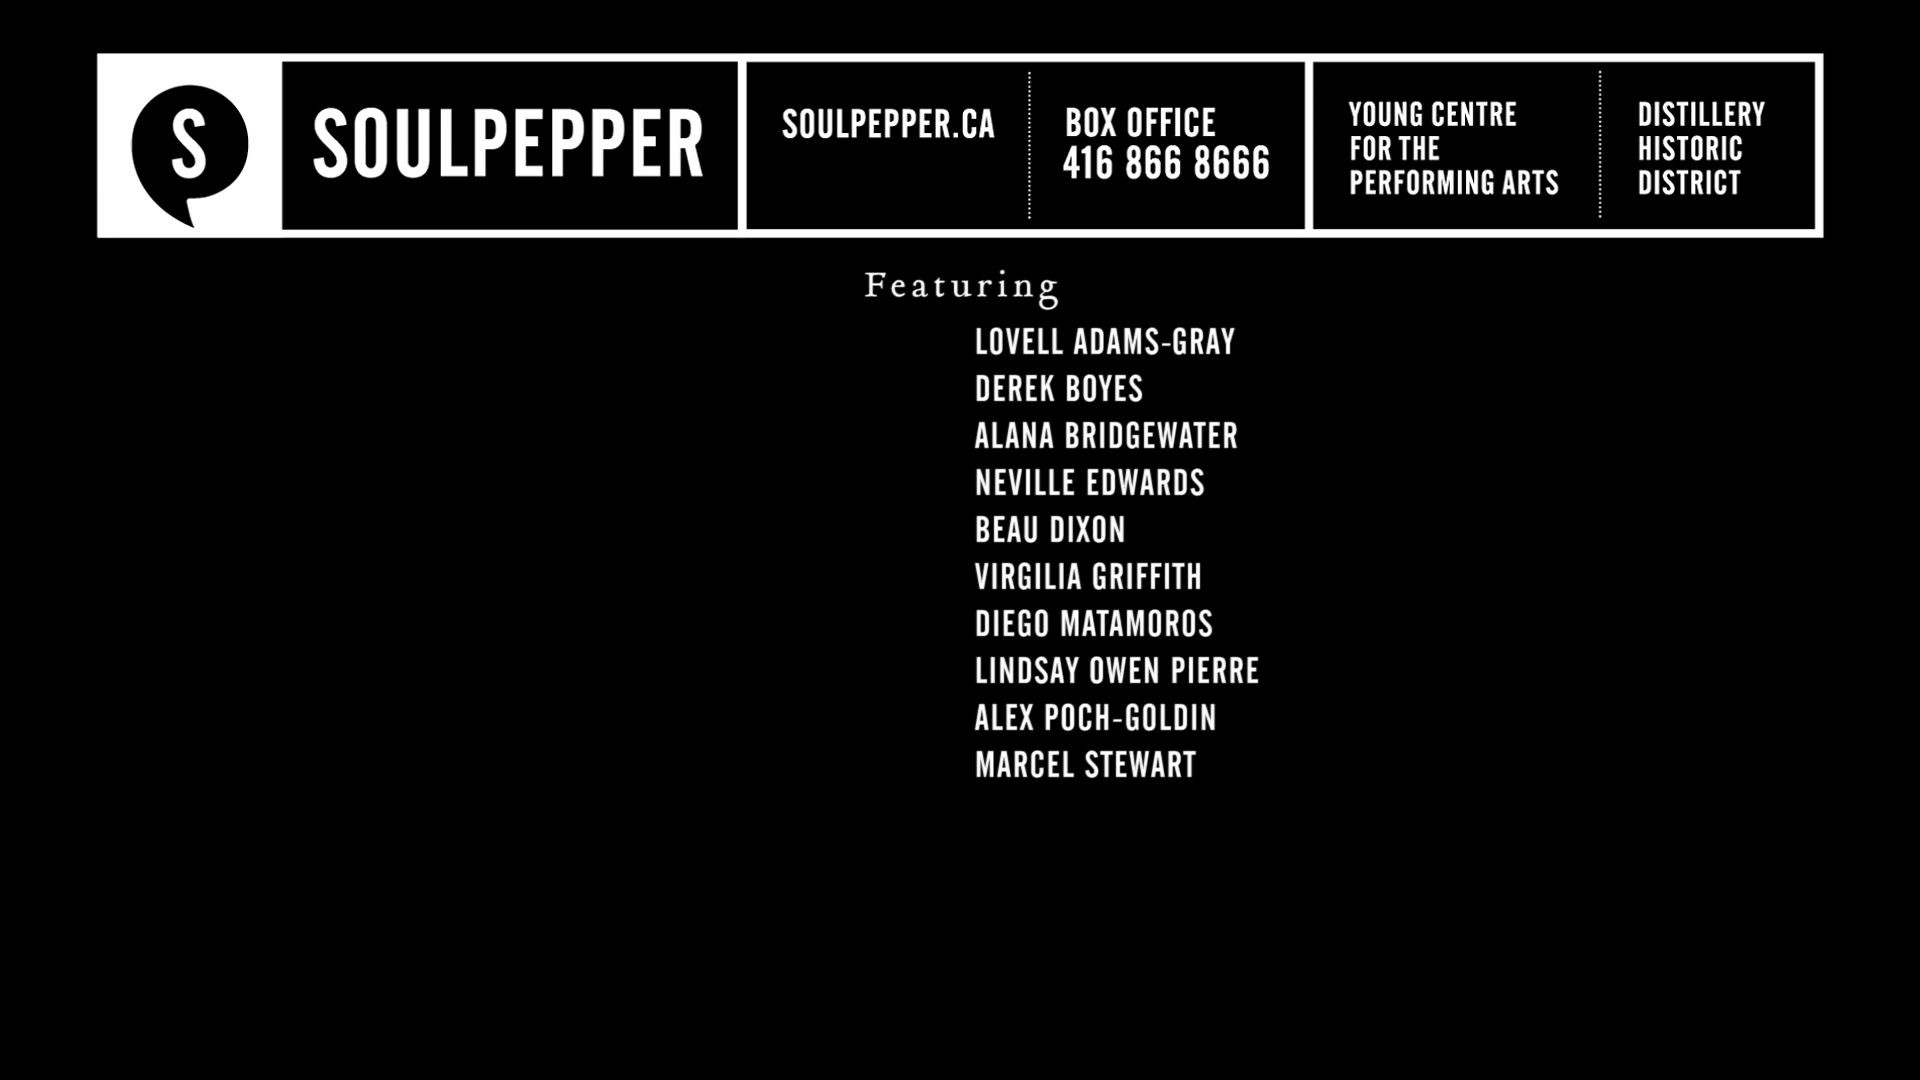 S
SOULPEPPER
SOULPEPPER.CA
BOX OFFICE
416 866 8666
YOUNG CENTRE
FOR THE
PERFORMING ARTS
DISTILLERY
HISTORIC
DISTRICT
Featuring
LOVELL ADAMS-GRAY
DEREK BOYES
ALANA BRIDGEWATER
NEVILLE EDWARDS
BEAU DIXON
VIRGILIA GRIFFITH
DIEGO MATAMOROS
LINDSAY OWEN PIERRE
ALEX POCH-GOLDIN
MARCEL STEWART